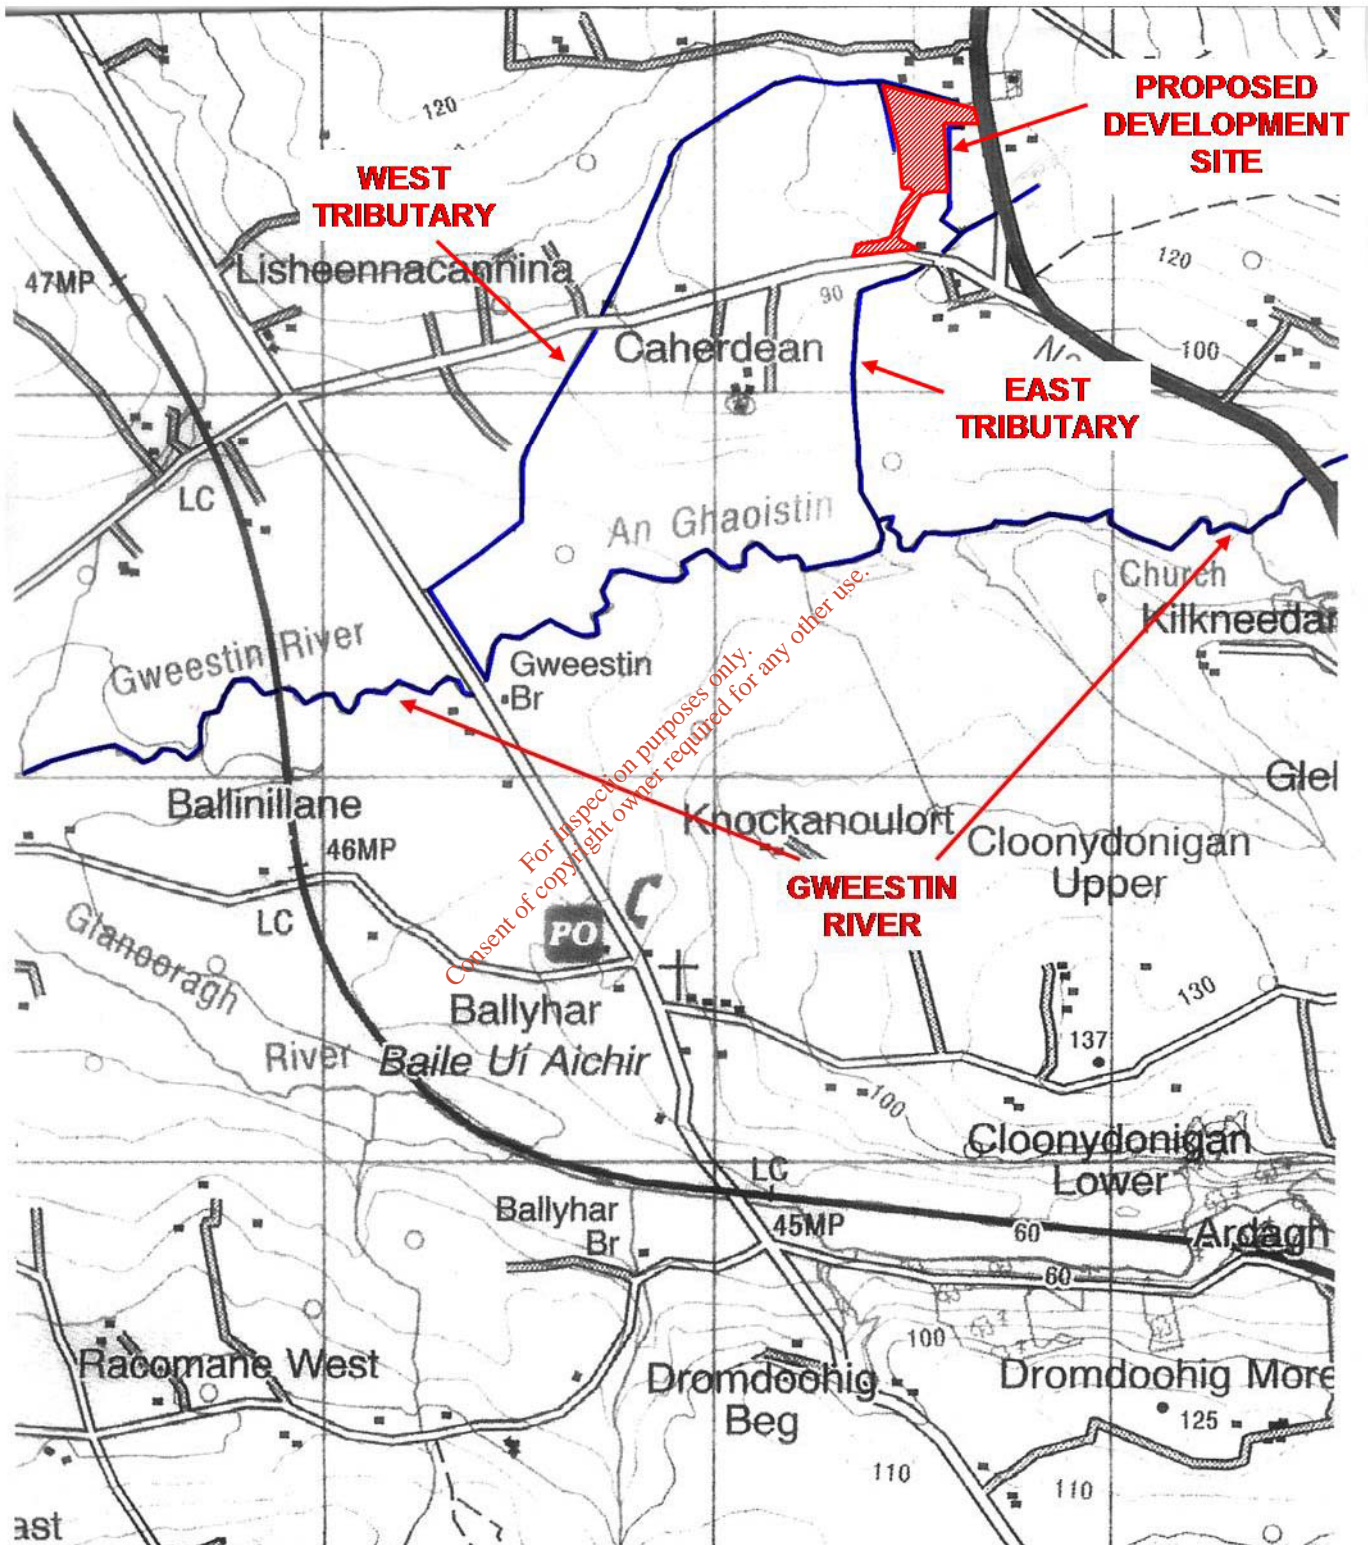 PROPOSED
DEVELOPMENT
SITE
120
WEST
TRIBUTARY
47MP
Lisheennacannina
120
90
Caherdean
100
EAST
TRIBUTARY
LC
An Ghaoistin
Church
Kilkneedan
Gweestin River
Gweestin
Br
For inspection purposes only.
Consent of copyright owner required for any other use.
Ballinillane
Glel
Knockanoulort
Cloonydonigan
Upper
46MP
GWEESTIN
RIVER
LC
PO
C
Glanooragh
River
Ballyhar
Baile Uí Aichir
130
137
100
Cloonydonigan
Lower
LC
45MP
Ballyhar
Br
60
Ardagh
60
100
Racomane West
Dromdoohig
Beg
Dromdoohig More
125
110
110
ast